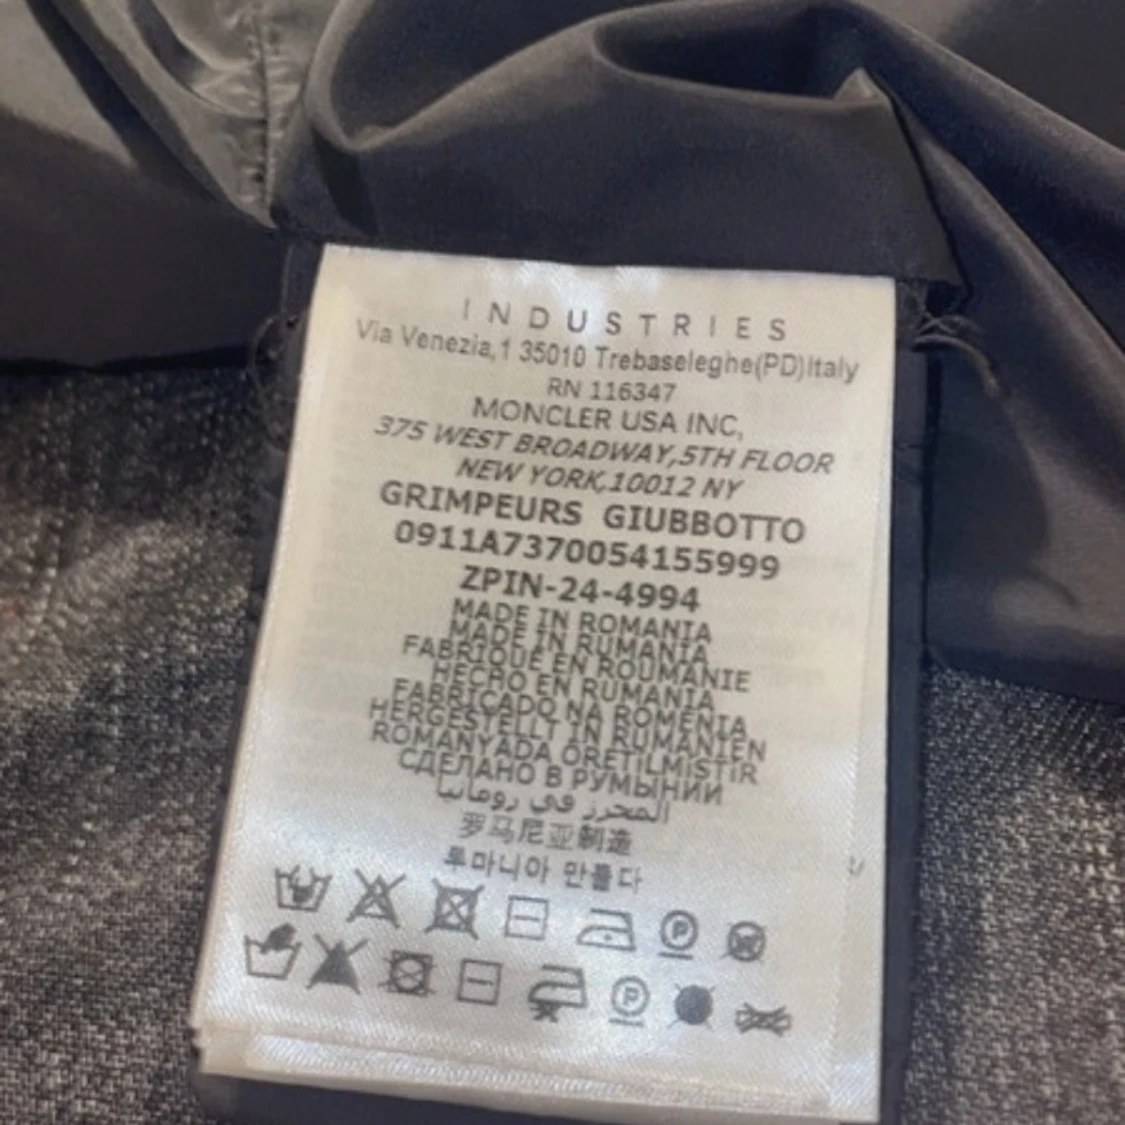 INDUSTRIES
Via Venezia,1 35010 Trebaseleghe(PD)Italy
RN 116347
MONCLER USA INC,
375 WEST BROADWAY,5TH FLOOR
NEW YORK,10012 NY
GRIMPEURS GIUBBOTTO
0911A7370054155999
ZPIN-24-4994
MADE IN ROMANIA
MADE IN RUMANIA
FABRIQUÉ EN ROUMANIE
HECHO EN RUMANIA
FABRICADO NA ROMÉNIA
HERGESTELLT IN RUMÄNIEN
ROMANYADA ÜRETILMISTIR
СДЕЛАНО В РУМЫНИИ
المحرز في رومانيا
罗马尼亚制造
루마니아 만들다
P
P